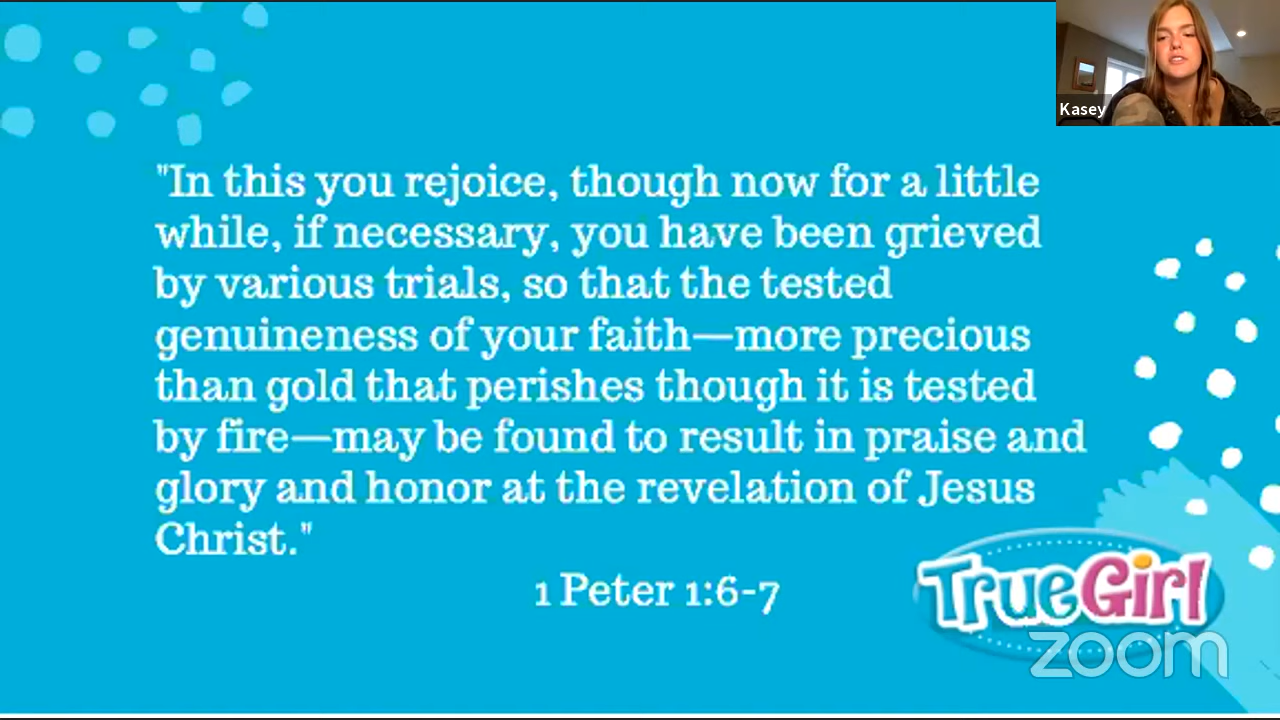 Kasey
"In this you rejoice, though now for a little
while, if necessary, you have been grieved
by various trials, so that the tested
genuineness of your faith—more precious
than gold that perishes though it is tested
by fire—may be found to result in praise and
glory and honor at the revelation of Jesus
Christ."
1 Peter 1:6-7
TrueGirl
zoom